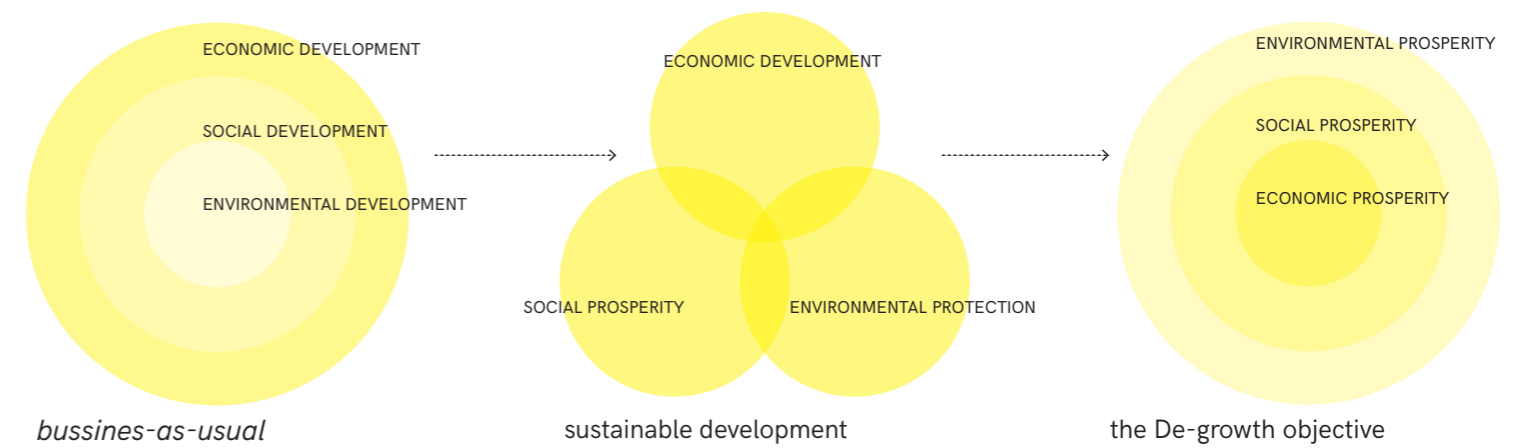 ECONOMIC DEVELOPMENT
SOCIAL DEVELOPMENT
ENVIRONMENTAL DEVELOPMENT
bussines-as-usual
ECONOMIC DEVELOPMENT
SOCIAL PROSPERITY
ENVIRONMENTAL PROTECTION
sustainable development
ENVIRONMENTAL PROSPERITY
SOCIAL PROSPERITY
ECONOMIC PROSPERITY
the De-growth objective